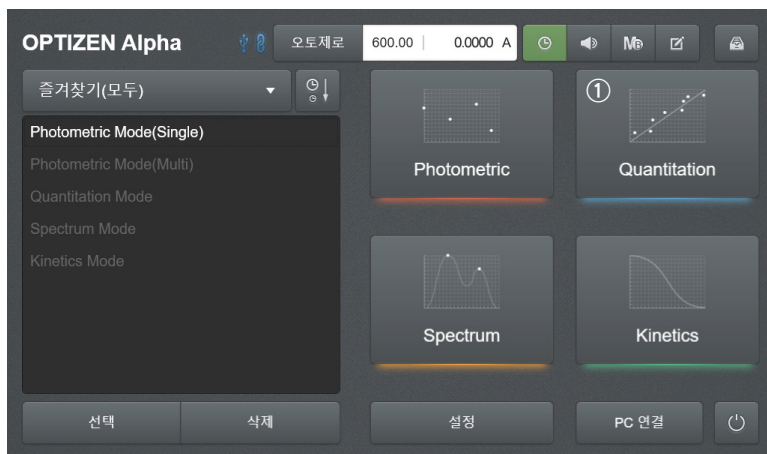 OPTIZEN Alpha
오토제로
600.00 | 0.0000 A
즐겨찾기(모두)
Photometric Mode(Single)
Photometric Mode(Multi)
Quantitation Mode
Spectrum Mode
Kinetics Mode
Photometric
① Quantitation
Spectrum
Kinetics
선택
삭제
설정
PC 연결